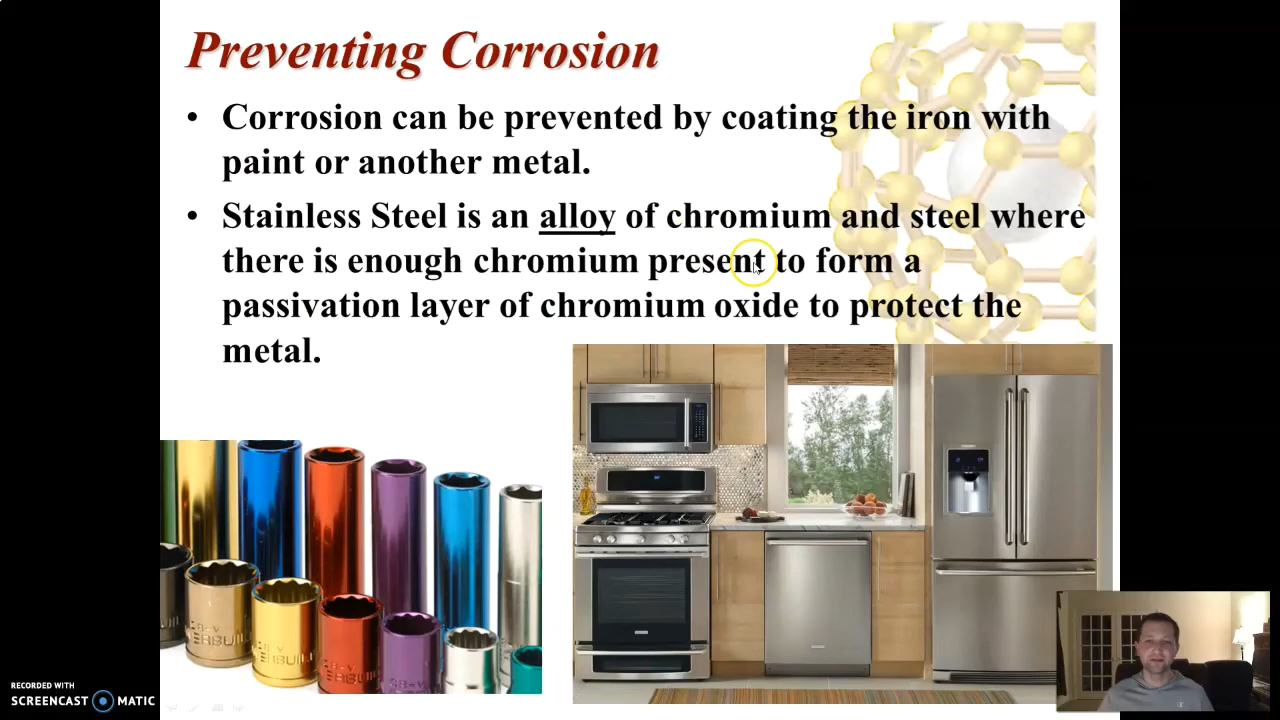 Preventing Corrosion
• Corrosion can be prevented by coating the iron with
paint or another metal.
• Stainless Steel is an alloy of chromium and steel where
there is enough chromium present to form a
passivation layer of chromium oxide to protect the
metal.
RECORDED WITH
SCREENCAST MATIC